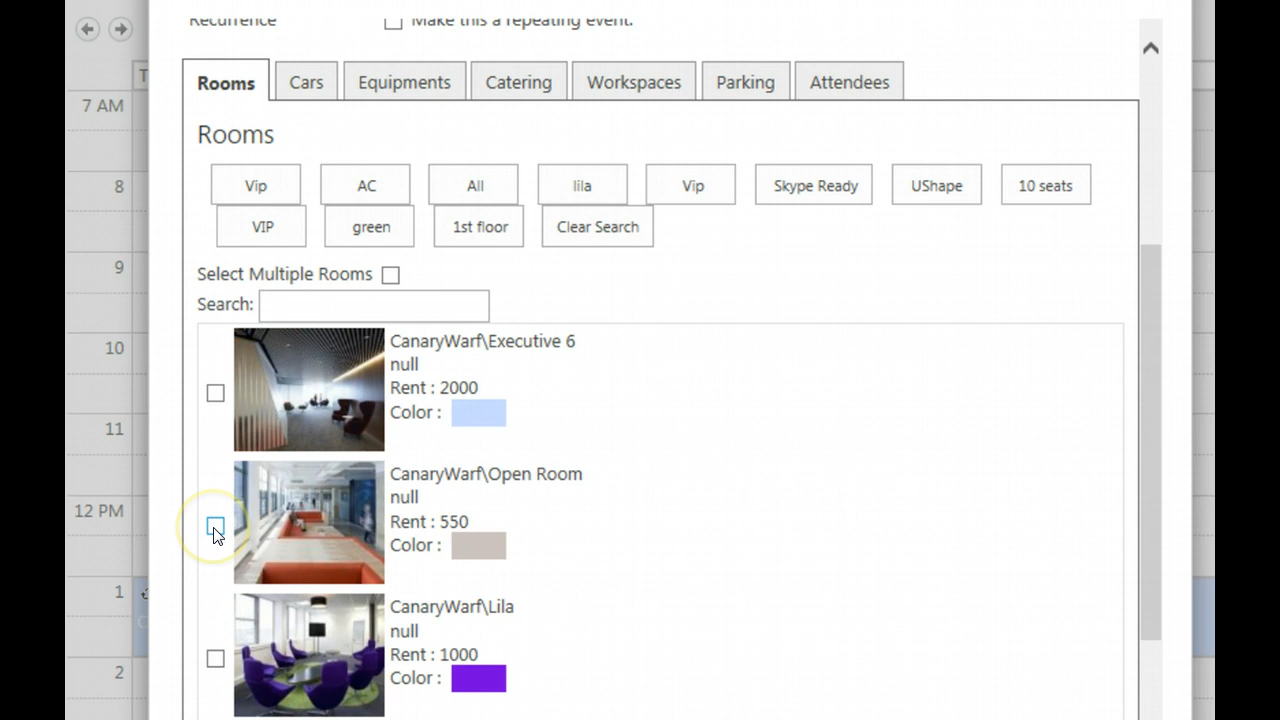 Recurrence Make this a repeating event.
T
Rooms Cars Equipments Catering Workspaces Parking Attendees
7 AM
Rooms
8
Vip AC All lila Vip Skype Ready UShape 10 seats
VIP green 1st floor Clear Search
9
Select Multiple Rooms
Search:
10
CanaryWarf\Executive 6
null
Rent : 2000
Color :
11
CanaryWarf\Open Room
null
12 PM
Rent : 550
Color :
1
CanaryWarf\Lila
null
Rent : 1000
2
Color :